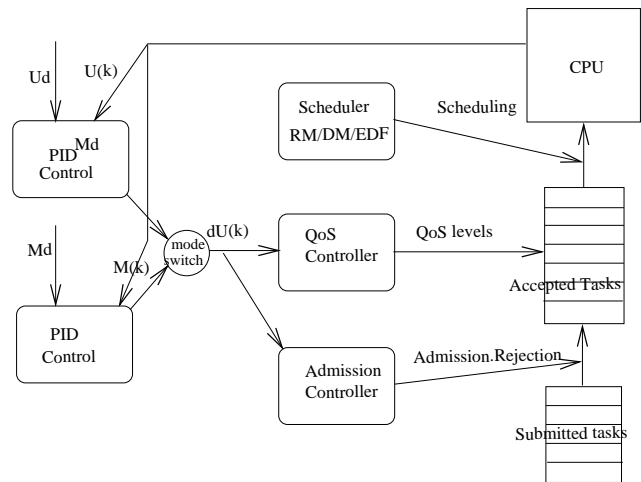 CPU
Ud
U(k)
Scheduler
RM/DM/EDF
Scheduling
PID Md
Control
Md
M(k)
mode
switch
dU(k)
QoS
Controller
QoS levels
Accepted Tasks
PID
Control
Admission
Controller
Admission.Rejection
Submitted tasks